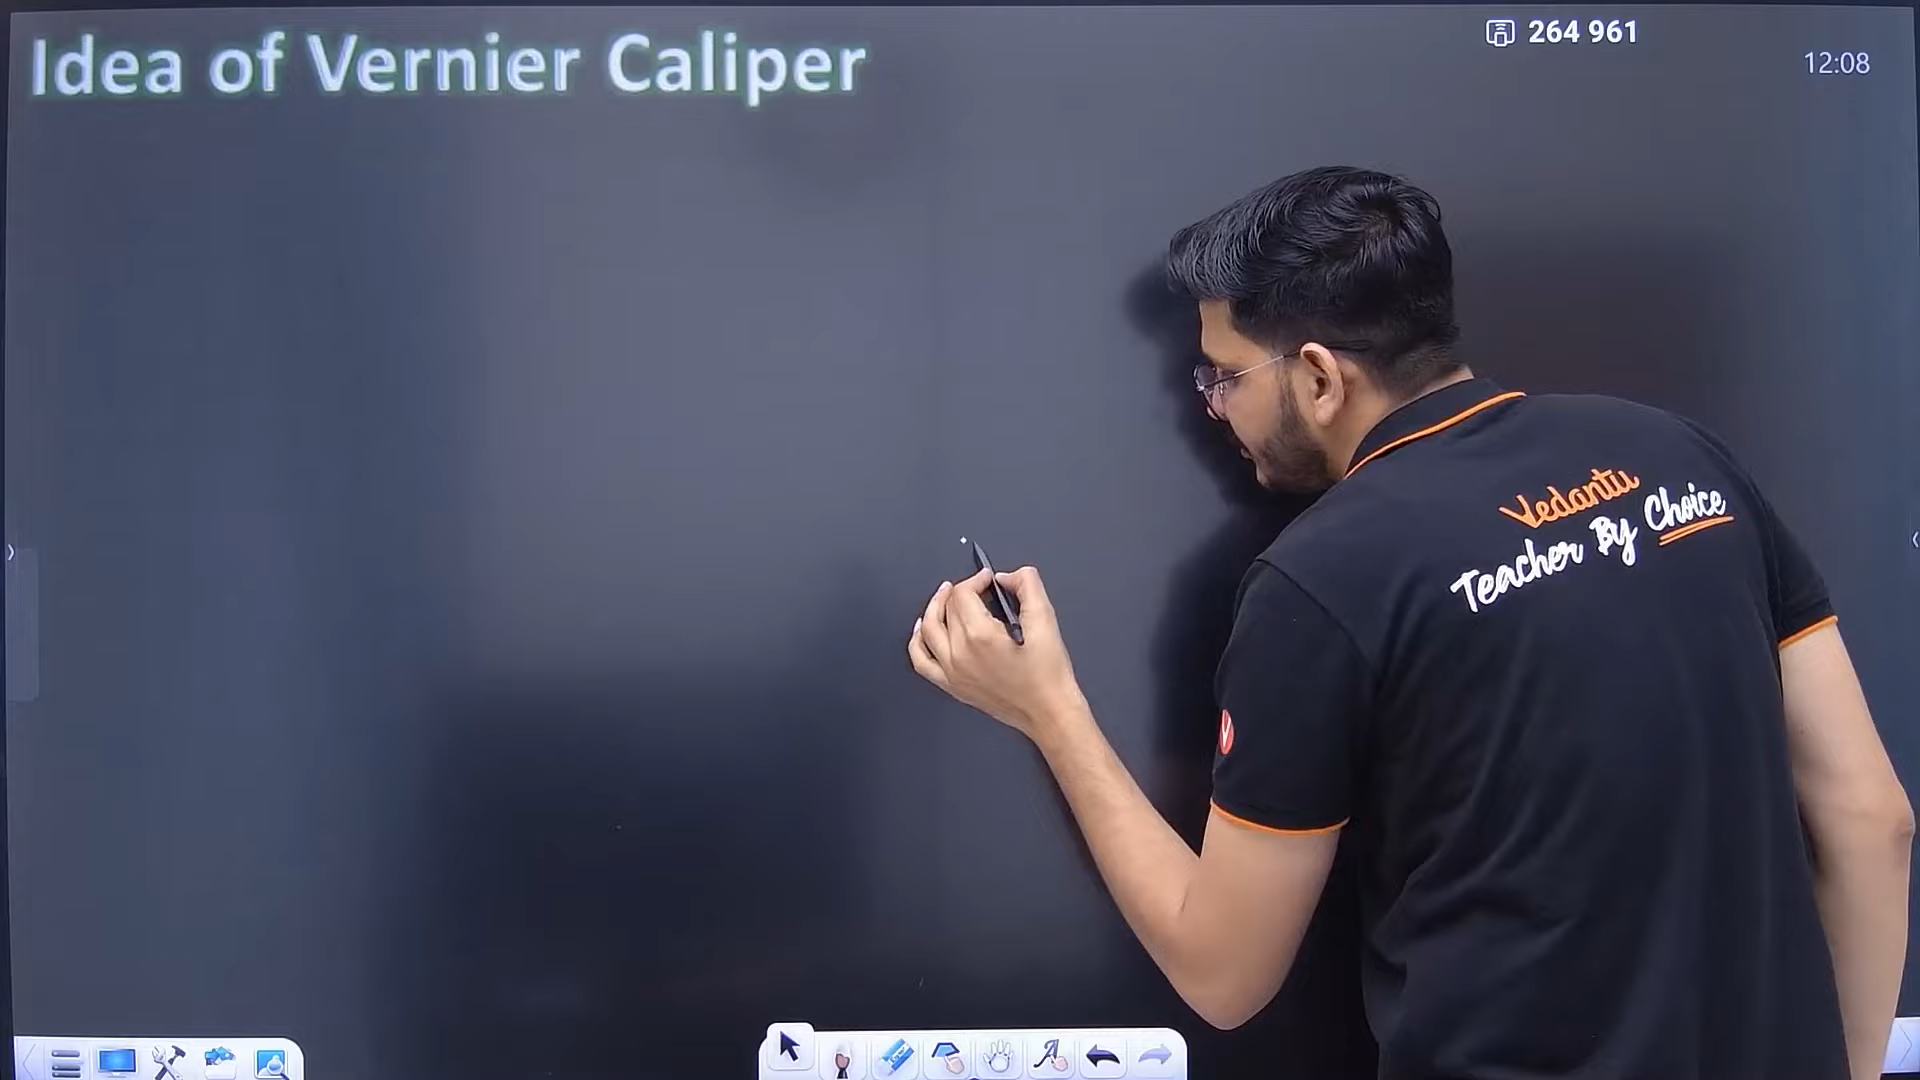 Idea of Vernier Caliper
264 961
12:08
Vedantu
Teacher By Choice